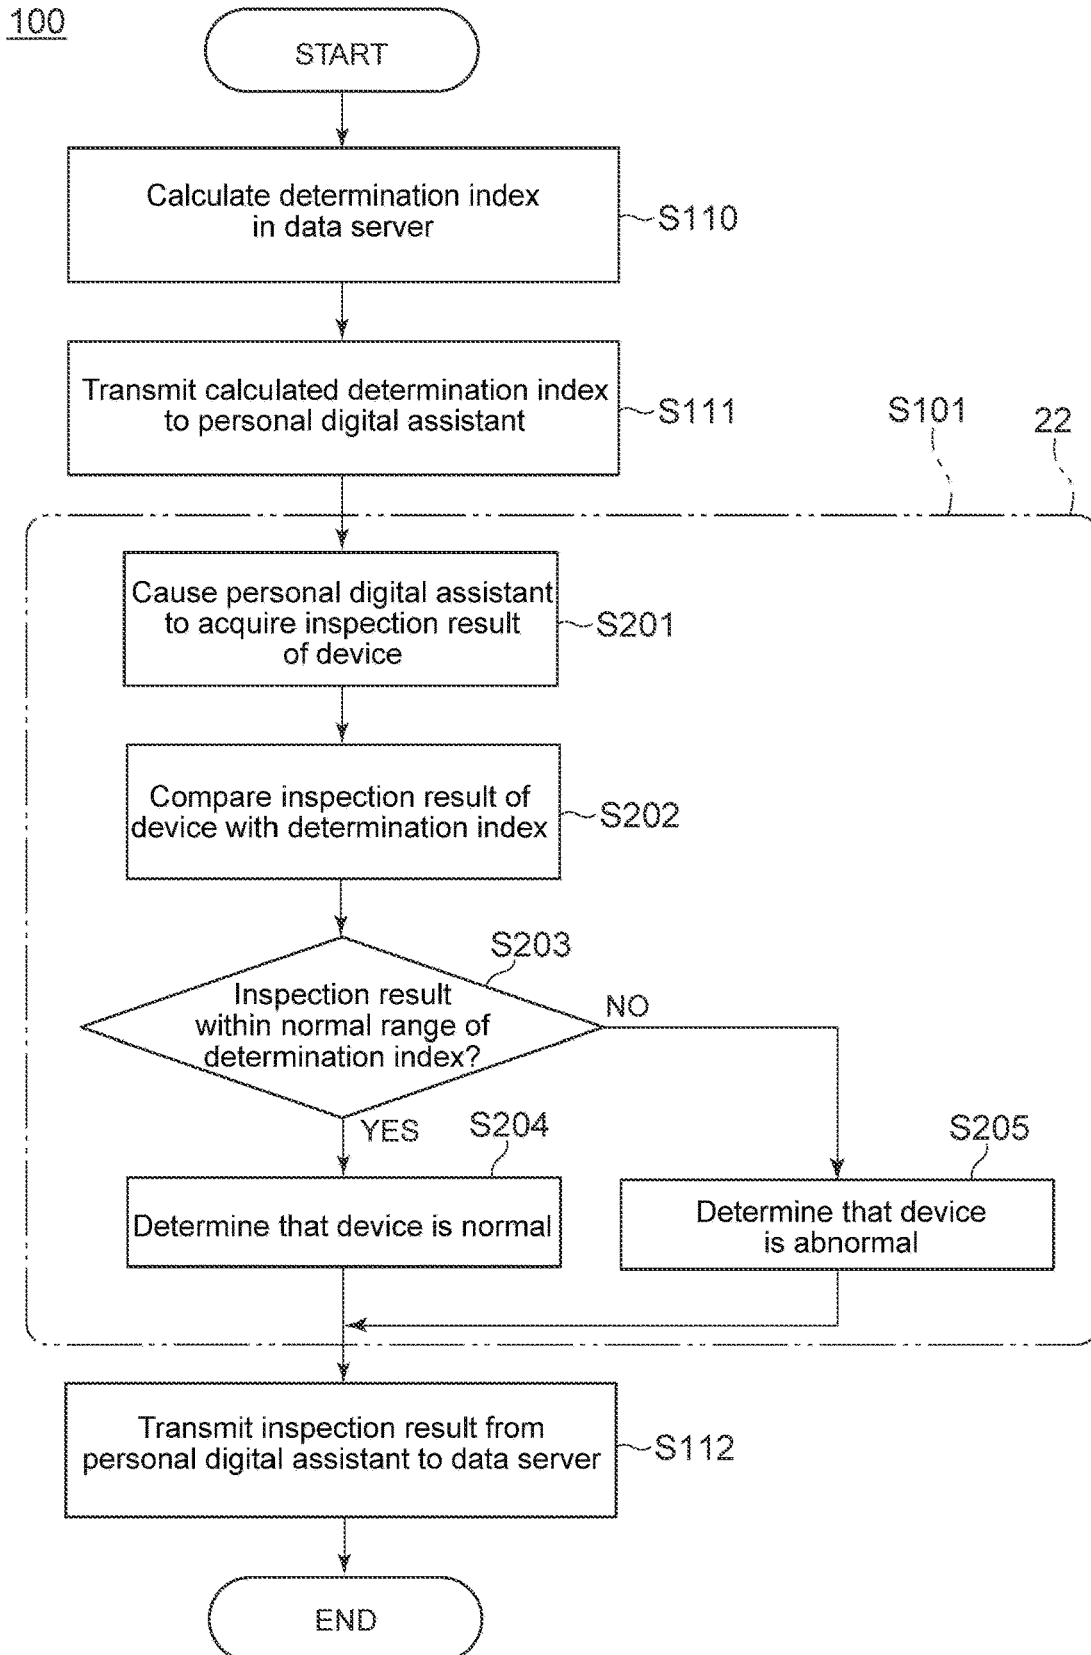 100
START
Calculate determination index
in data server
S110
Transmit calculated determination index
to personal digital assistant
S111
S101
22
Cause personal digital assistant
to acquire inspection result
of device
S201
Compare inspection result of
device with determination index
S202
S203
Inspection result
within normal range of
determination index?
NO
YES
S204
S205
Determine that device is normal
Determine that device
is abnormal
Transmit inspection result from
personal digital assistant to data server
S112
END